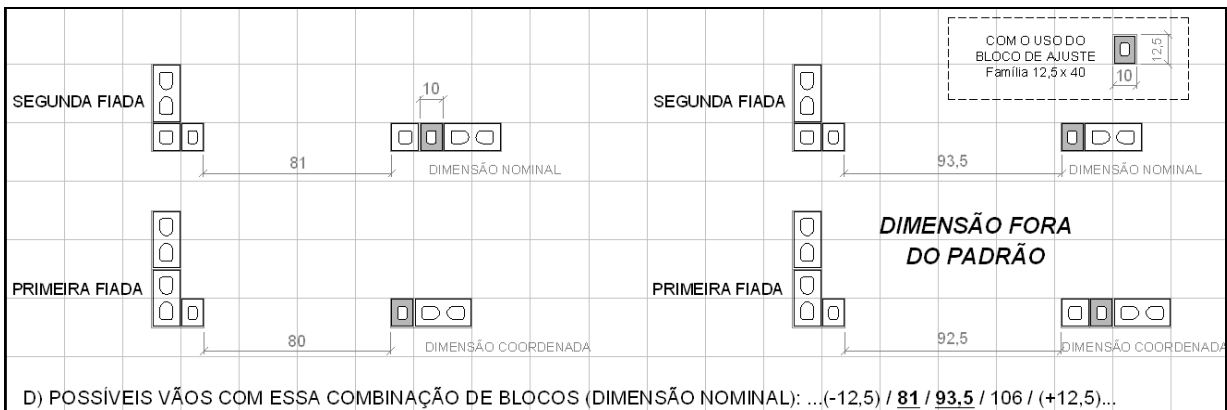 COM O USO DO
BLOCO DE AJUSTE
Família 12,5 x 40
12,5
10
SEGUNDA FIADA
10
81
DIMENSÃO NOMINAL
SEGUNDA FIADA
93,5
DIMENSÃO NOMINAL
DIMENSÃO FORA
DO PADRÃO
PRIMEIRA FIADA
80
DIMENSÃO COORDENADA
PRIMEIRA FIADA
92,5
DIMENSÃO COORDENADA
D) POSSÍVEIS VÃOS COM ESSA COMBINAÇÃO DE BLOCOS (DIMENSÃO NOMINAL): ...(-12,5) / 81 / 93,5 / 106 / (+12,5)...